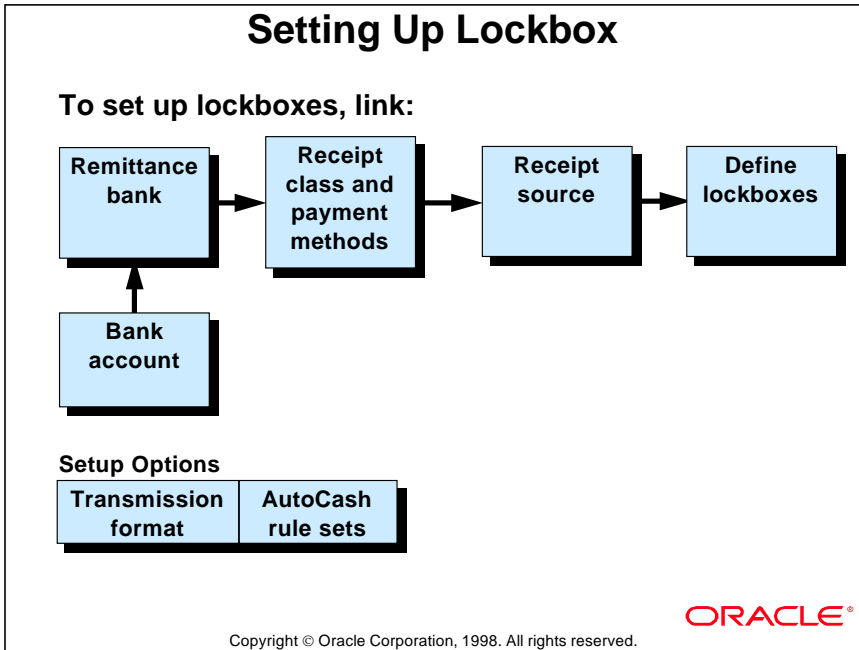 Setting Up Lockbox
To set up lockboxes, link:
Remittance
bank
Receipt
class and
payment
methods
Receipt
source
Define
lockboxes
Bank
account
Setup Options
Transmission
format
AutoCash
rule sets
ORACLE®
Copyright © Oracle Corporation, 1998. All rights reserved.